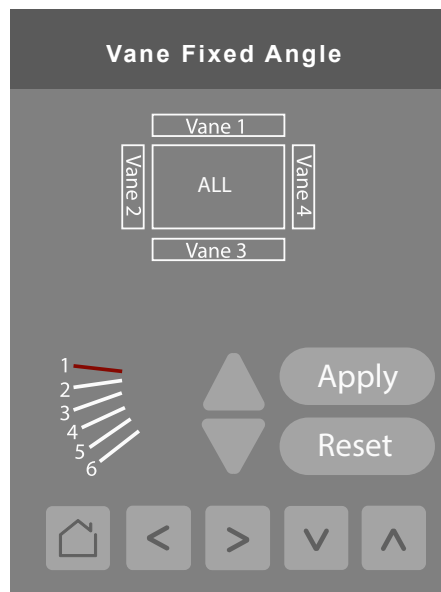 Vane Fixed Angle
Vane 1
Vane 2
ALL
Vane 4
Vane 3
1
2
3
4
5
6
Apply
Reset